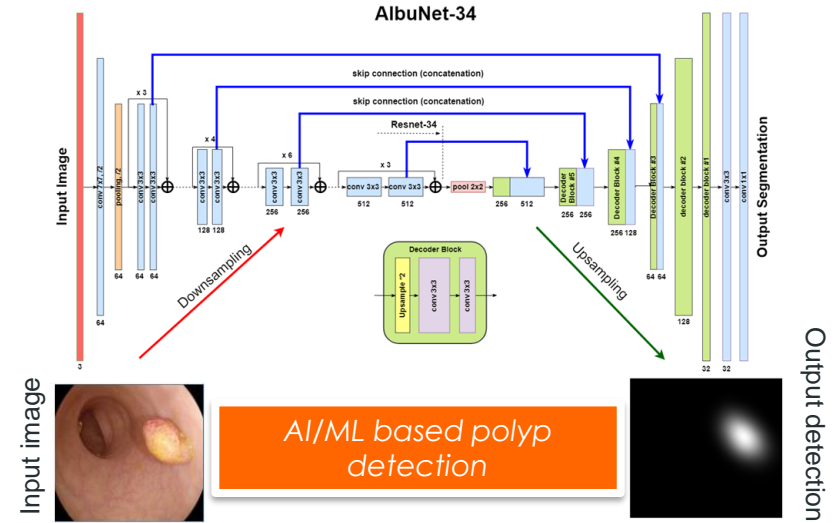 AlbuNet-34
skip connection (concatenation)
x 3
skip connection (concatenation)
Resnet-34
x 4
x 6
x 3
Input Image
conv 7x7, /2
pooling, /2
conv 3x3
conv 3x3
conv 3x3
conv 3x3
conv 3x3
conv 3x3
conv 3x3
conv 3x3
pool 2x2
Decoder
Block #5
Decoder Block #4
Decoder Block #3
decoder block #2
decoder block #1
conv3x3
conv 1x1
Output Segmentation
512
512
256
512
256
256
256
256
128 128
256 128
64
64
64
64 64
64
128
3
32
32
Decoder Block
Upsample *2
conv 3x3
conv 3x3
Downsampling
Upsampling
Input image
AI/ML based polyp
detection
Output detection